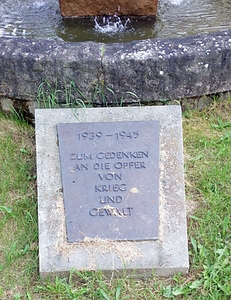 1939-1945
ZUM GEDENKEN
AN DIE OPFER
VON
KRIEG
UND
GEWALT